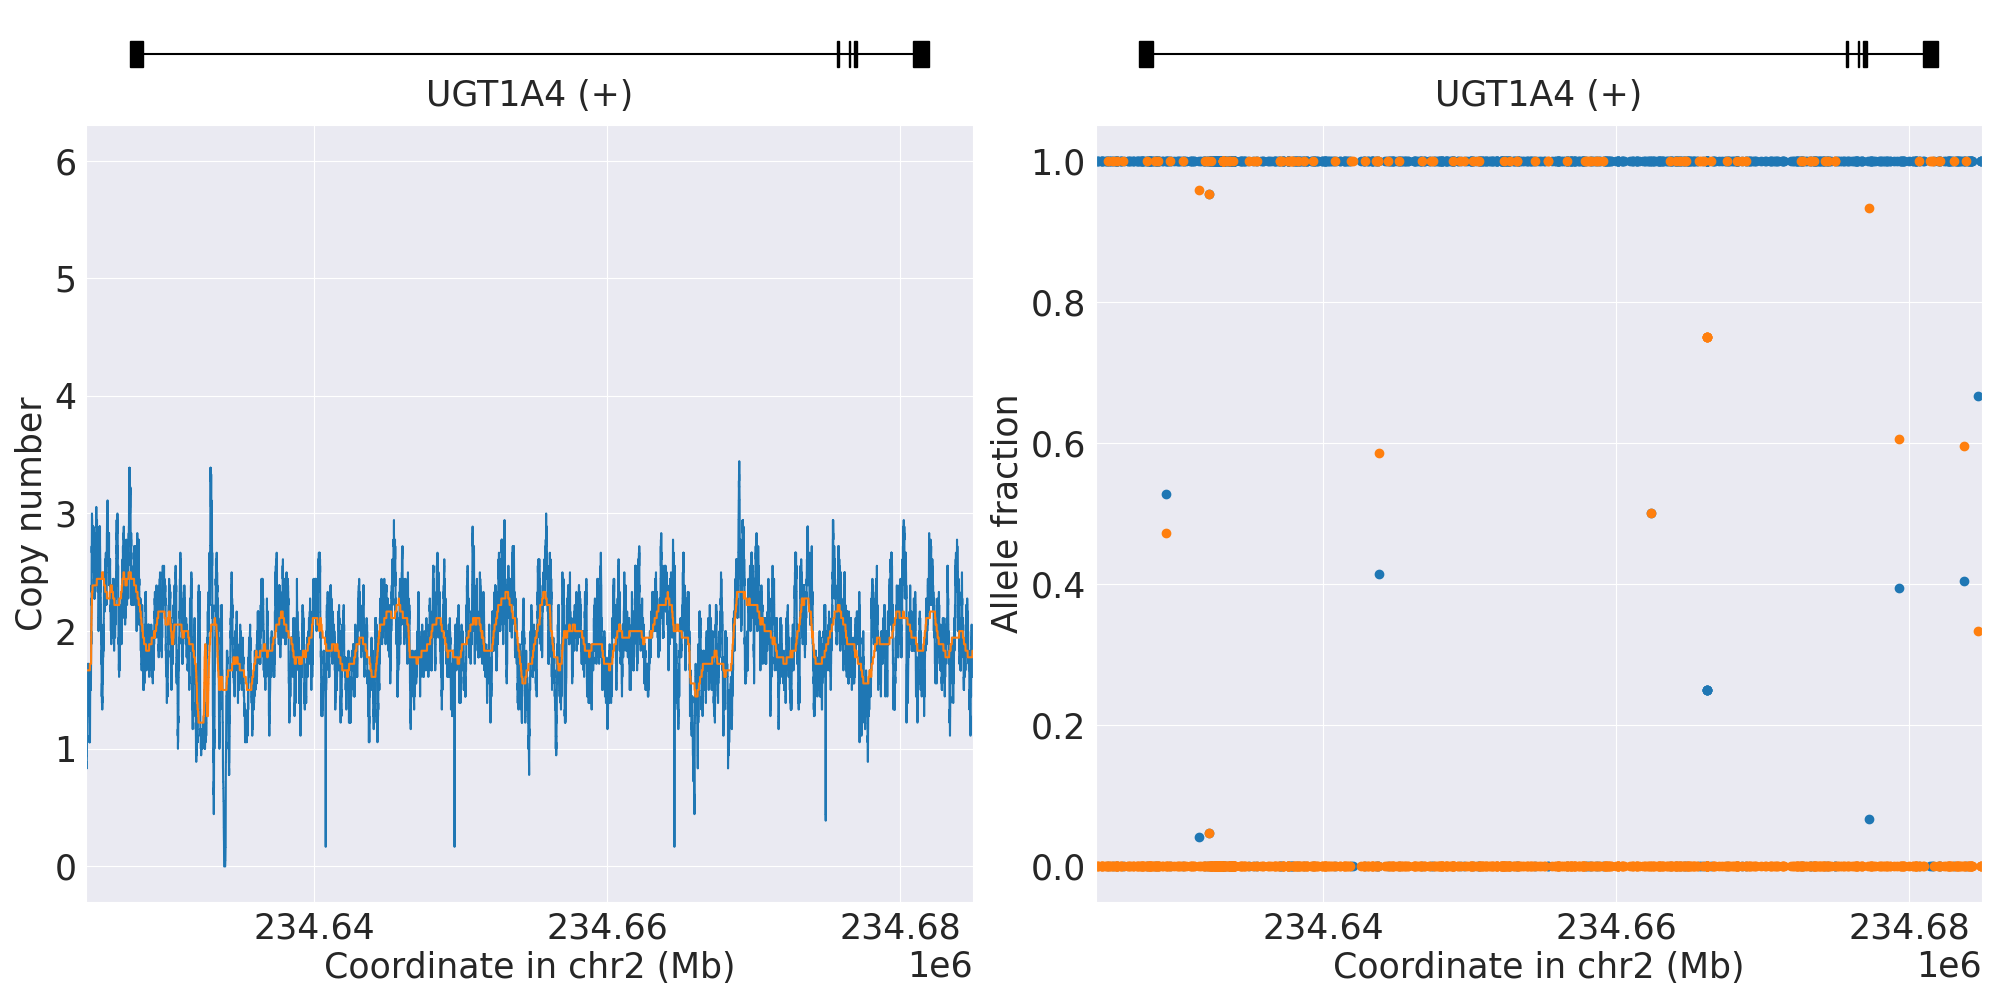 UGT1A4 (+)
6
5
4
3
2
1
0
Copy number
234.64 234.66 234.68
Coordinate in chr2 (Mb)
1e6
UGT1A4 (+)
1.0
0.8
0.6
0.4
0.2
0.0
Allele fraction
234.64 234.66 234.68
Coordinate in chr2 (Mb)
1e6